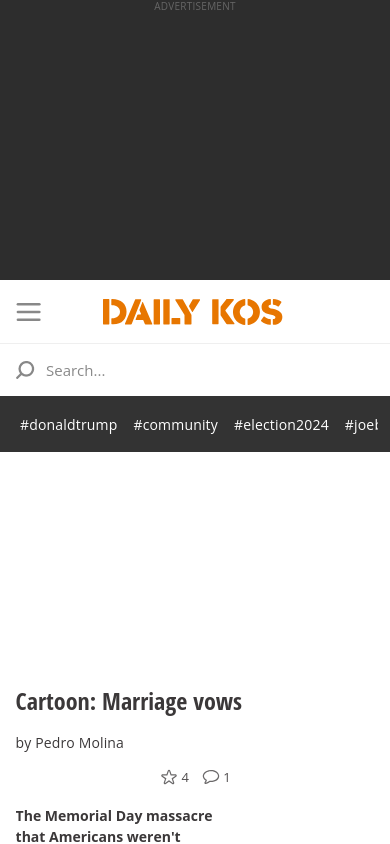 ADVERTISEMENT
DAILY KOS
Search...
#donaldtrump #community #election2024 #joeb
Cartoon: Marriage vows
by Pedro Molina
4 1
The Memorial Day massacre
that Americans weren't